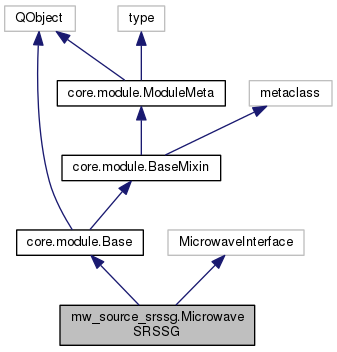 QObject
type
core.module.ModuleMeta
metaclass
core.module.BaseMixin
core.module.Base
MicrowaveInterface
mw_source_srssg.Microwave
SRSSG